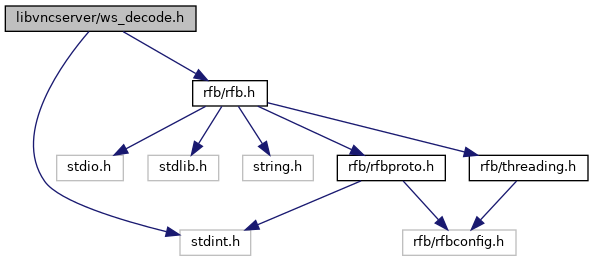 libvncserver/ws_decode.h
rfb/rfb.h
stdio.h
stdlib.h
string.h
rfb/rfbproto.h
rfb/threading.h
stdint.h
rfb/rfbconfig.h